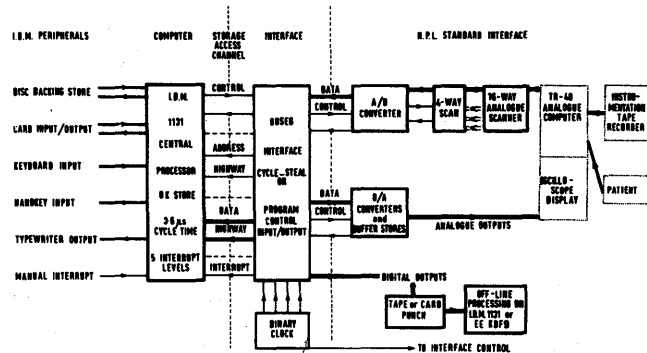 I.B.M. PERIPHERALS
COMPUTER
STORAGE
ACCESS
CHANNEL
INTERFACE
N.P.L. STANDARD INTERFACE
DISC BACKING STORE
CARD INPUT/OUTPUT
KEYBOARD INPUT
HANDKEY INPUT
TYPEWRITER OUTPUT
MANUAL INTERRUPT
I.B.M.
1131
CENTRAL
PROCESSOR
8K STORE
3·6 µs
CYCLE TIME
5 INTERRUPT
LEVELS
CONTROL
ADDRESS
HIGHWAY
DATA
HIGHWAY
INTERRUPT
INTERFACE
CYCLE-STEAL
OR
PROGRAM
CONTROL
INPUT/OUTPUT
DATA
CONTROL
A/D
CONVERTER
4-WAY
SCAN
16-WAY
ANALOGUE
SCANNER
TR-48
ANALOGUE
COMPUTER
INSTRU-
MENTATION
TAPE
RECORDER
DATA
CONTROL
D/A
CONVERTERS
and
BUFFER STORES
ANALOGUE OUTPUTS
OSCILLO-
SCOPE
DISPLAY
PATIENT
DIGITAL OUTPUTS
TAPE or CARD
PUNCH
OFF-LINE
PROCESSING ON
I.B.M. 1131 or
EE KDF9
BINARY
CLOCK
TO INTERFACE CONTROL